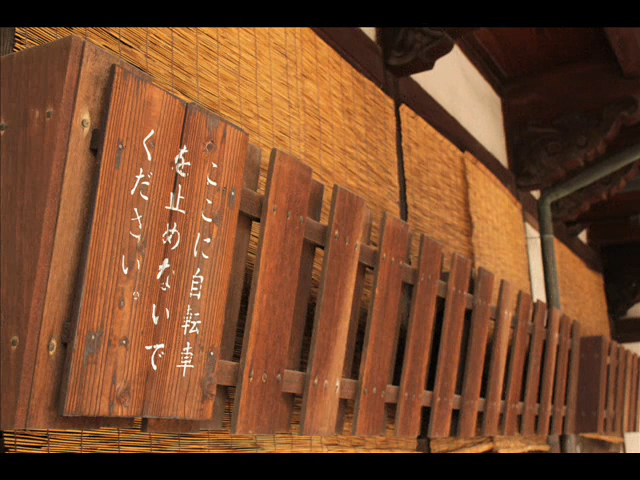 ここに自転車
を止めないで
ください。